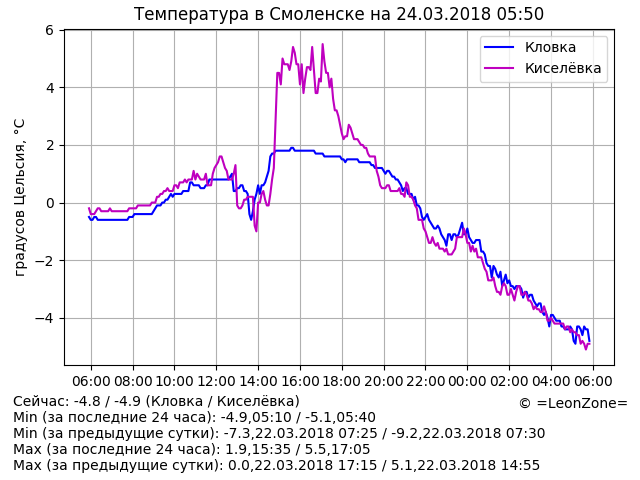 Температура в Смоленске на 24.03.2018 05:50
градусов Цельсия, °C
6
4
2
0
−2
−4
Кловка
Киселёвка
06:00 08:00 10:00 12:00 14:00 16:00 18:00 20:00 22:00 00:00 02:00 04:00 06:00
Сейчас: -4.8 / -4.9 (Кловка / Киселёвка)
© =LeonZone=
Min (за последние 24 часа): -4.9,05:10 / -5.1,05:40
Min (за предыдущие сутки): -7.3,22.03.2018 07:25 / -9.2,22.03.2018 07:30
Max (за последние 24 часа): 1.9,15:35 / 5.5,17:05
Max (за предыдущие сутки): 0.0,22.03.2018 17:15 / 5.1,22.03.2018 14:55